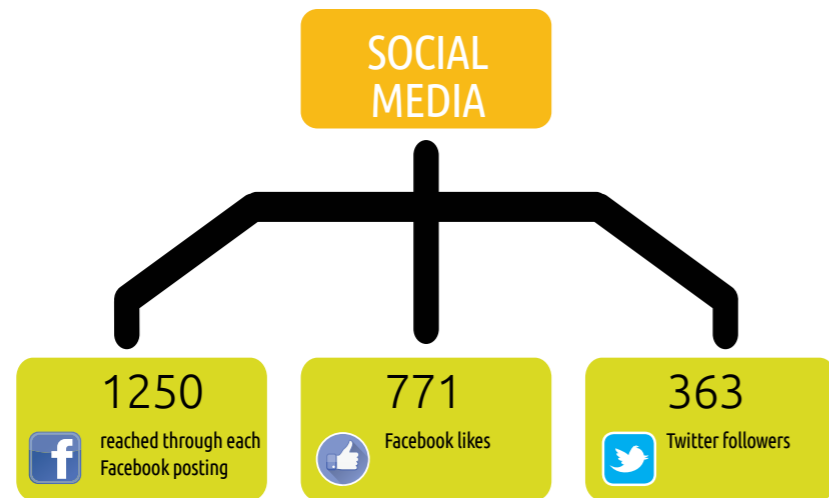 SOCIAL
MEDIA
1250
reached through each
Facebook posting
771
Facebook likes
363
Twitter followers